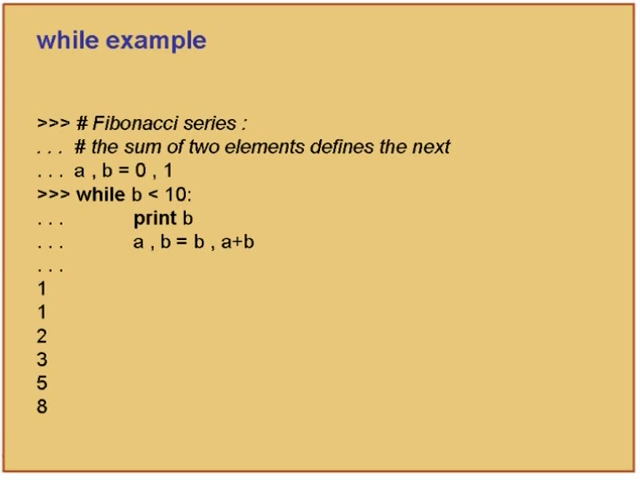 while example
>>> # Fibonacci series :
. . . # the sum of two elements defines the next
. . . a , b = 0 , 1
>>> while b < 10:
. . . print b
. . . a , b = b , a+b
. . .
1
1
2
3
5
8